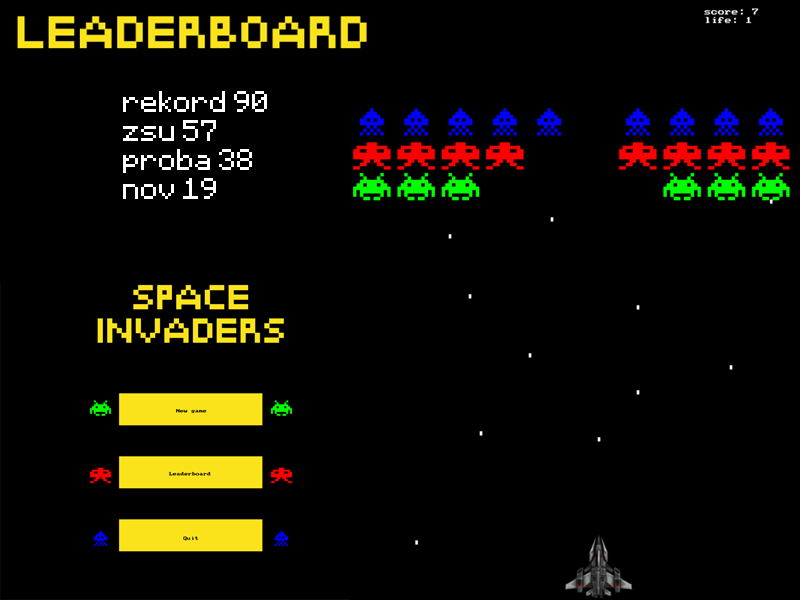 LEADERBOARD
score: 7
life: 1
rekord 90
zsu 57
proba 38
nov 19
SPACE
INVADERS
New game
Leaderboard
Quit